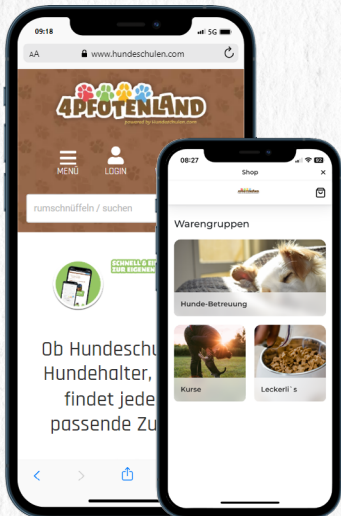 09:18
5G
AA
www.hundeschulen.com
4PFOTENLAND
powered by Hundeschulen.com
MENÜ
LOGIN
rumschnüffeln / suchen
SCHNELL & EI
ZUR EIGENEN
Ob Hundeschu
Hundehalter,
findet jede
passende Zu
08:27
Shop
Warengruppen
Hunde-Betreuung
Kurse
Leckerli`s